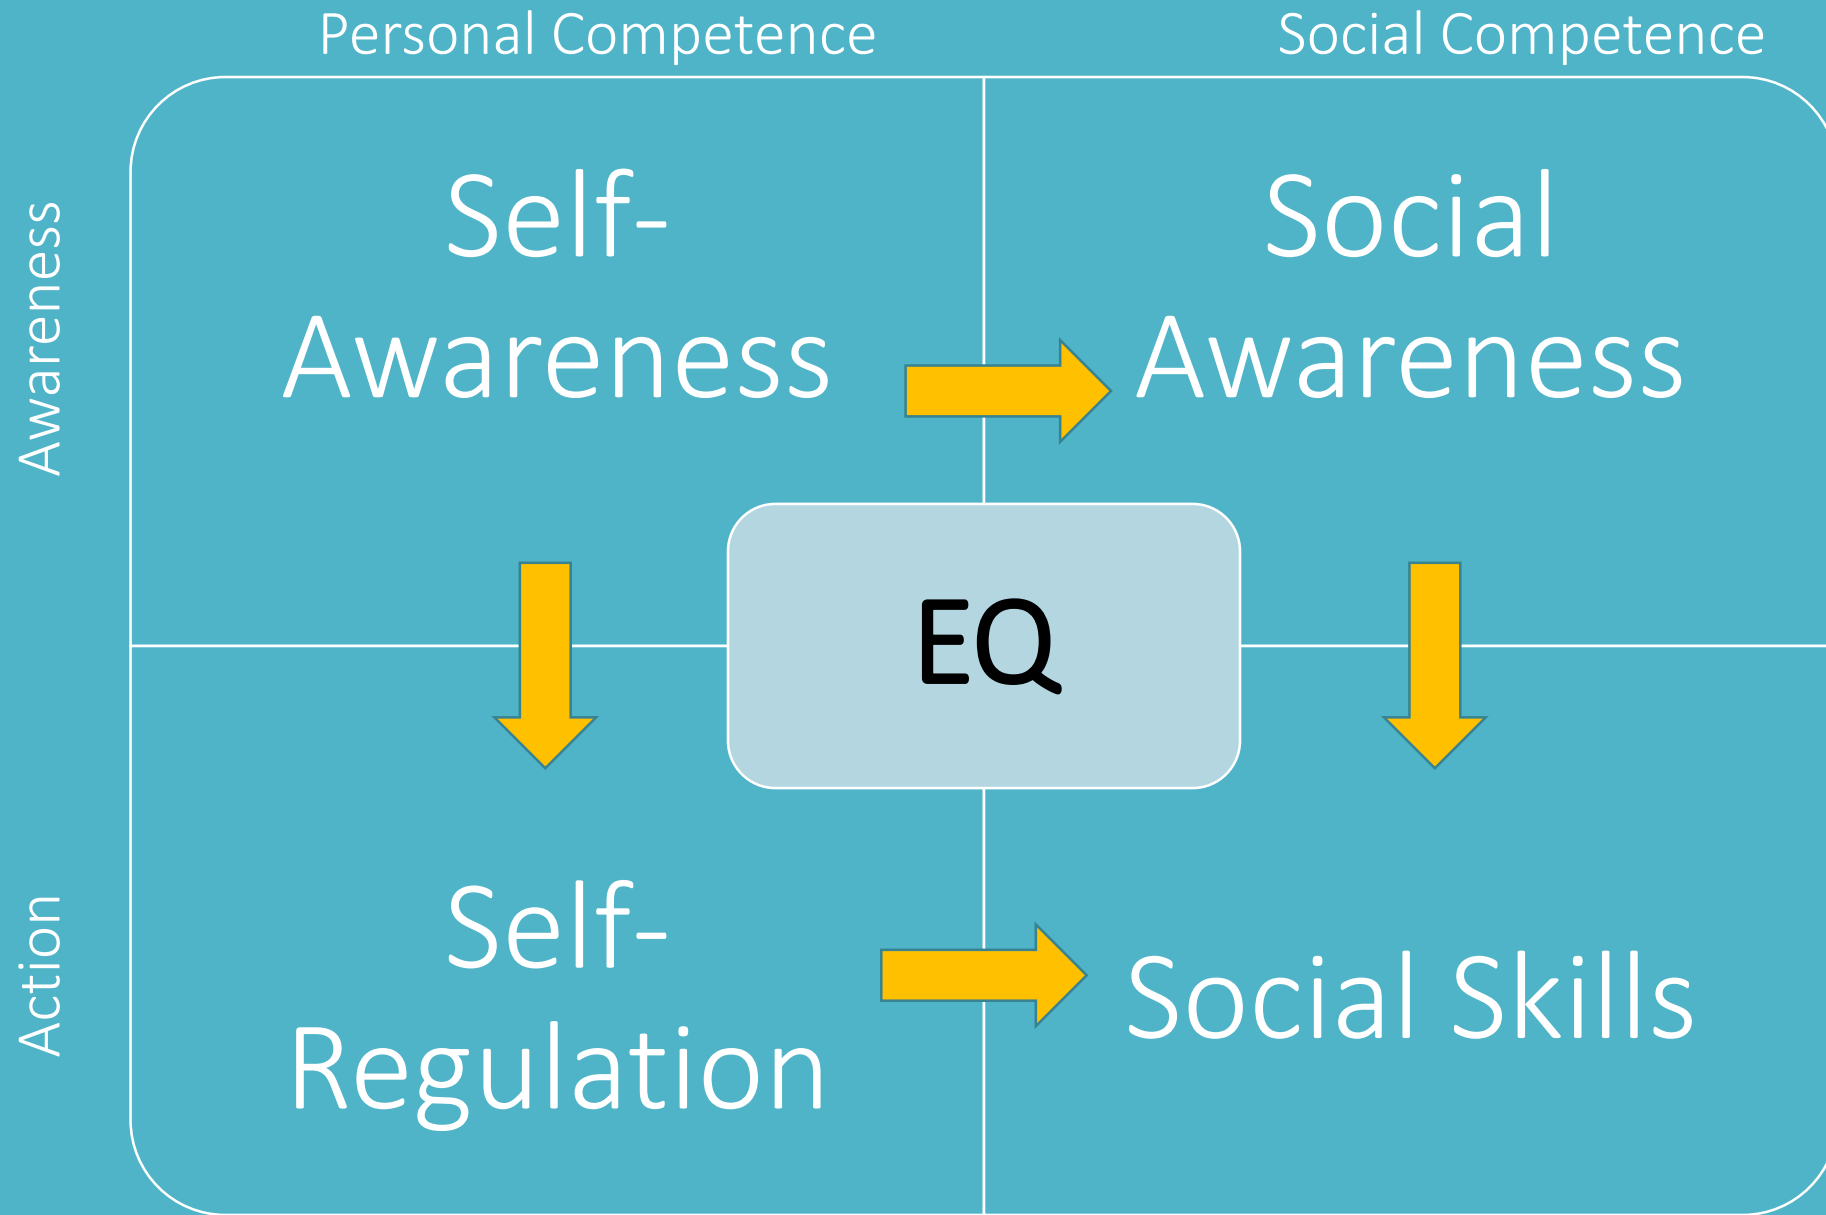 Personal Competence
Social Competence
Awareness
Self-
Awareness
Social
Awareness
EQ
Action
Self-
Regulation
Social Skills